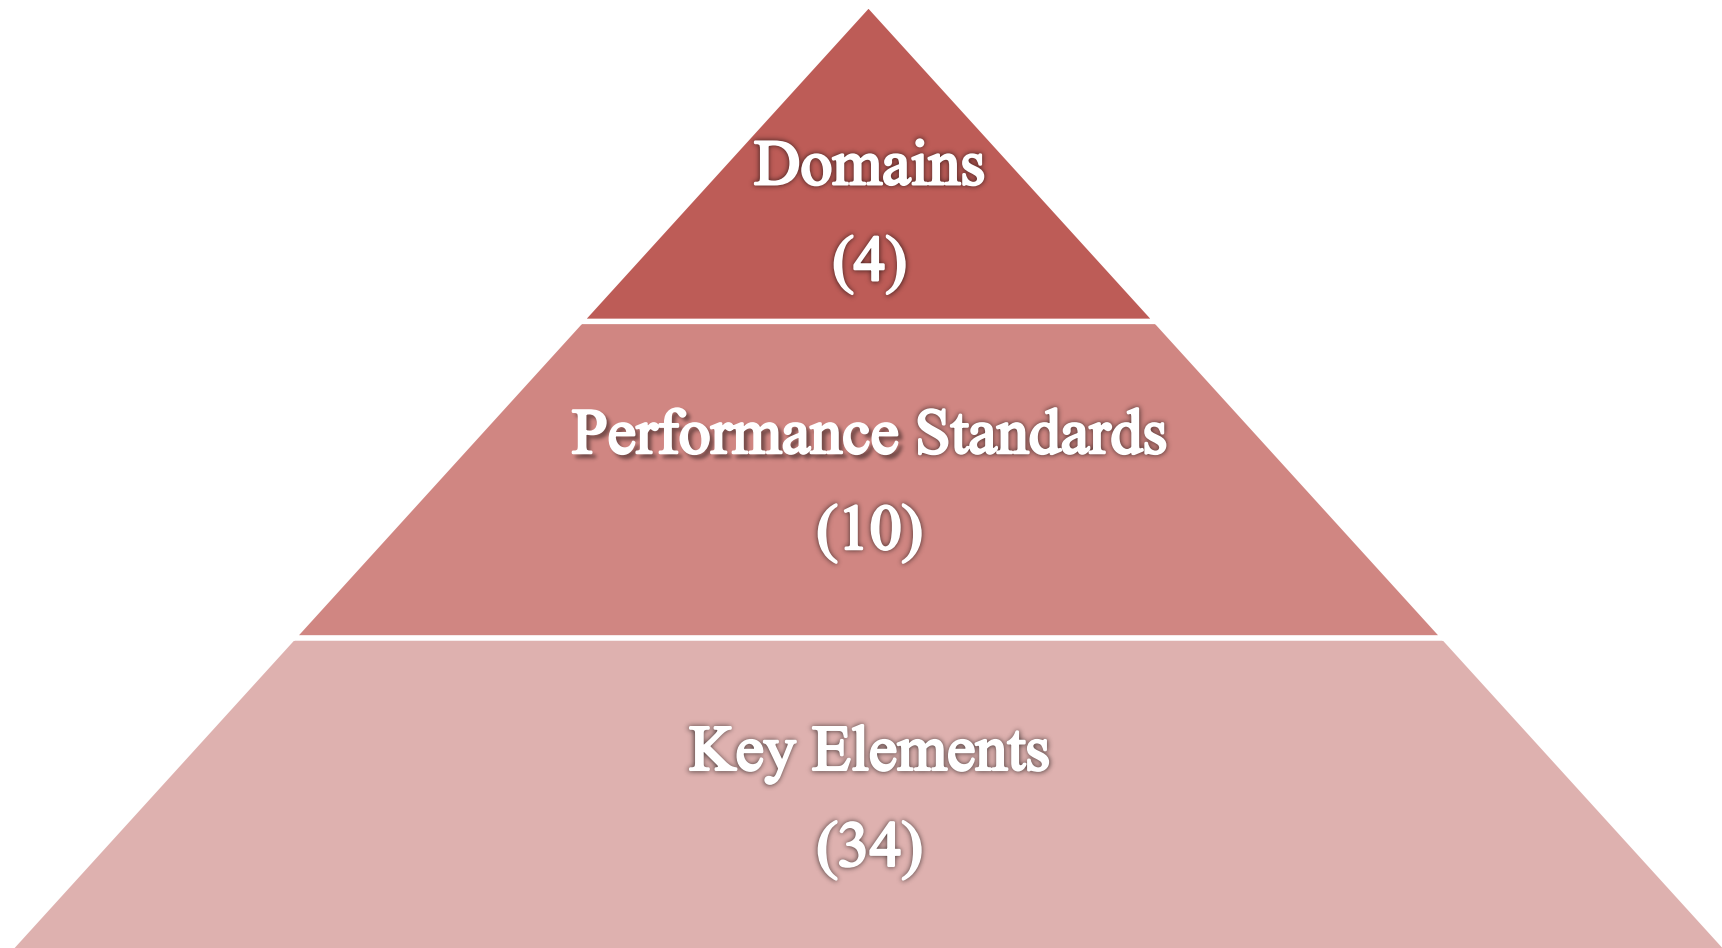 Domains
(4)
Performance Standards
(10)
Key Elements
(34)